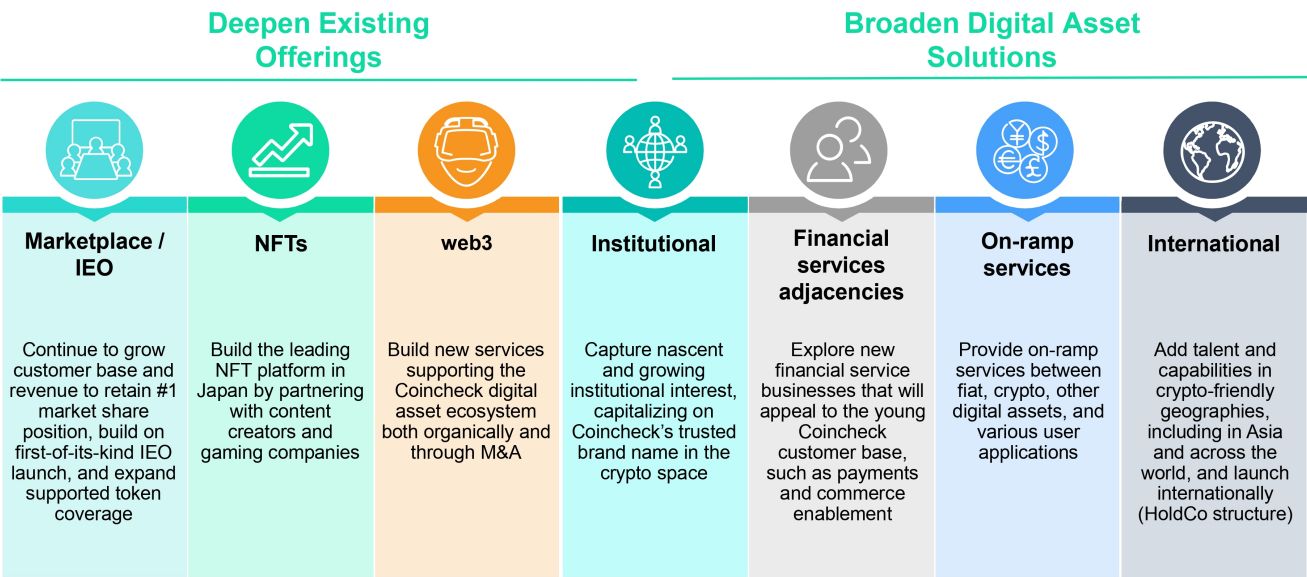 Deepen Existing
Offerings
Broaden Digital Asset
Solutions
Marketplace /
IEO
Continue to grow
customer base and
revenue to retain #1
market share
position, build on
first-of-its-kind IEO
launch, and expand
supported token
coverage
NFTs
Build the leading
NFT platform in
Japan by partnering
with content
creators and
gaming companies
web3
Build new services
supporting the
Coincheck digital
asset ecosystem
both organically and
through M&A
Institutional
Capture nascent
and growing
institutional interest,
capitalizing on
Coincheck’s trusted
brand name in the
crypto space
Financial
services
adjacencies
Explore new
financial service
businesses that will
appeal to the young
Coincheck
customer base,
such as payments
and commerce
enablement
¥
$
€
£
On-ramp
services
Provide on-ramp
services between
fiat, crypto, other
digital assets, and
various user
applications
International
Add talent and
capabilities in
crypto-friendly
geographies,
including in Asia
and across the
world, and launch
internationally
(HoldCo structure)